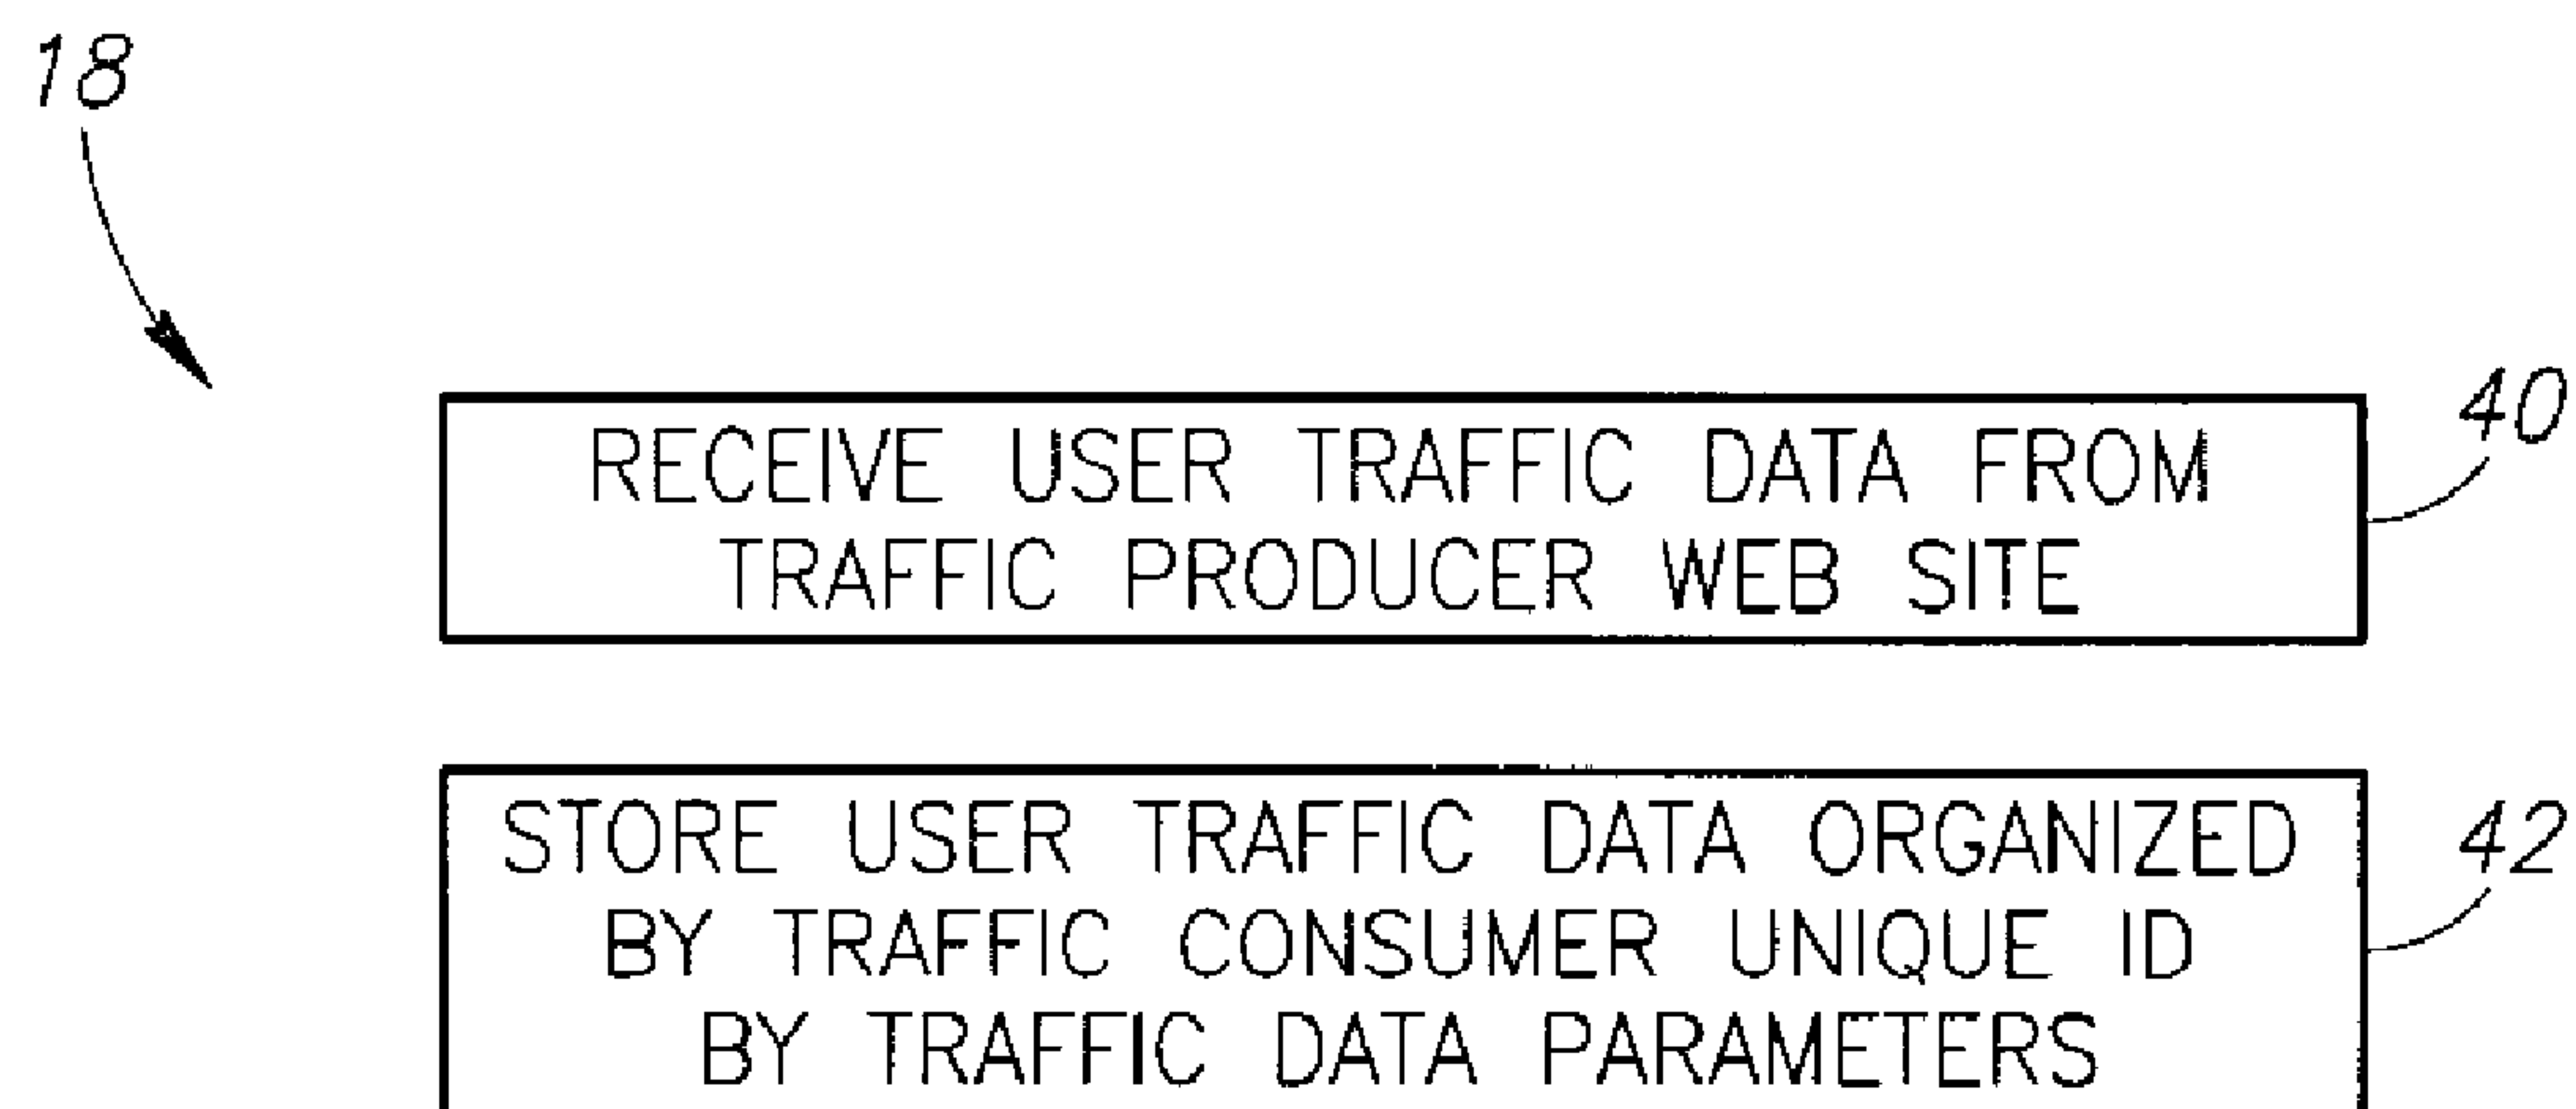 18
RECEIVE USER TRAFFIC DATA FROM
TRAFFIC PRODUCER WEB SITE
40
STORE USER TRAFFIC DATA ORGANIZED
BY TRAFFIC CONSUMER UNIQUE ID
BY TRAFFIC DATA PARAMETERS
42